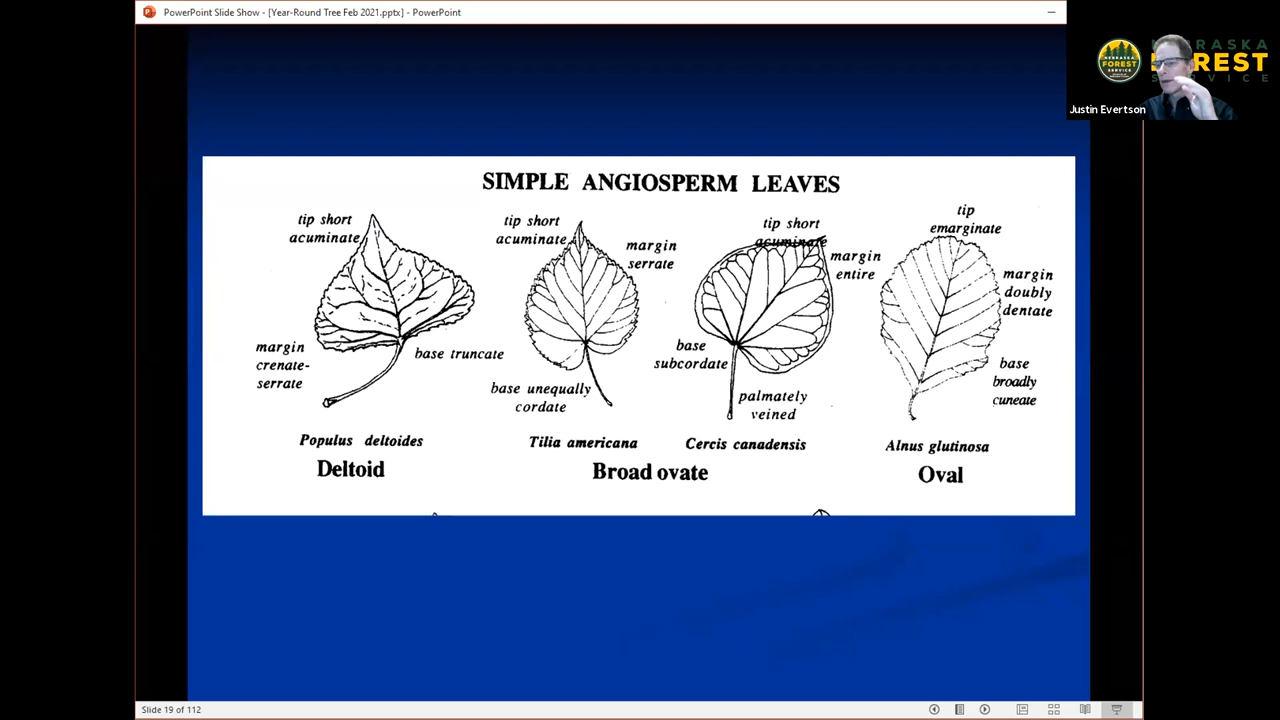 PowerPoint Slide Show - [Year-Round Tree Feb 2021.pptx] - PowerPoint
FOREST
SERVICE
Justin Evertson
SIMPLE ANGIOSPERM LEAVES
tip short
acuminate
margin
crenate-
serrate
base truncate
Populus deltoides
Deltoid
tip short
acuminate
margin
serrate
base unequally
cordate
Tilia americana
tip short
acuminate
margin
entire
base
subcordate
palmately
veined
Cercis canadensis
Broad ovate
tip
emarginate
margin
doubly
dentate
base
broadly
cuneate
Alnus glutinosa
Oval
Slide 19 of 112